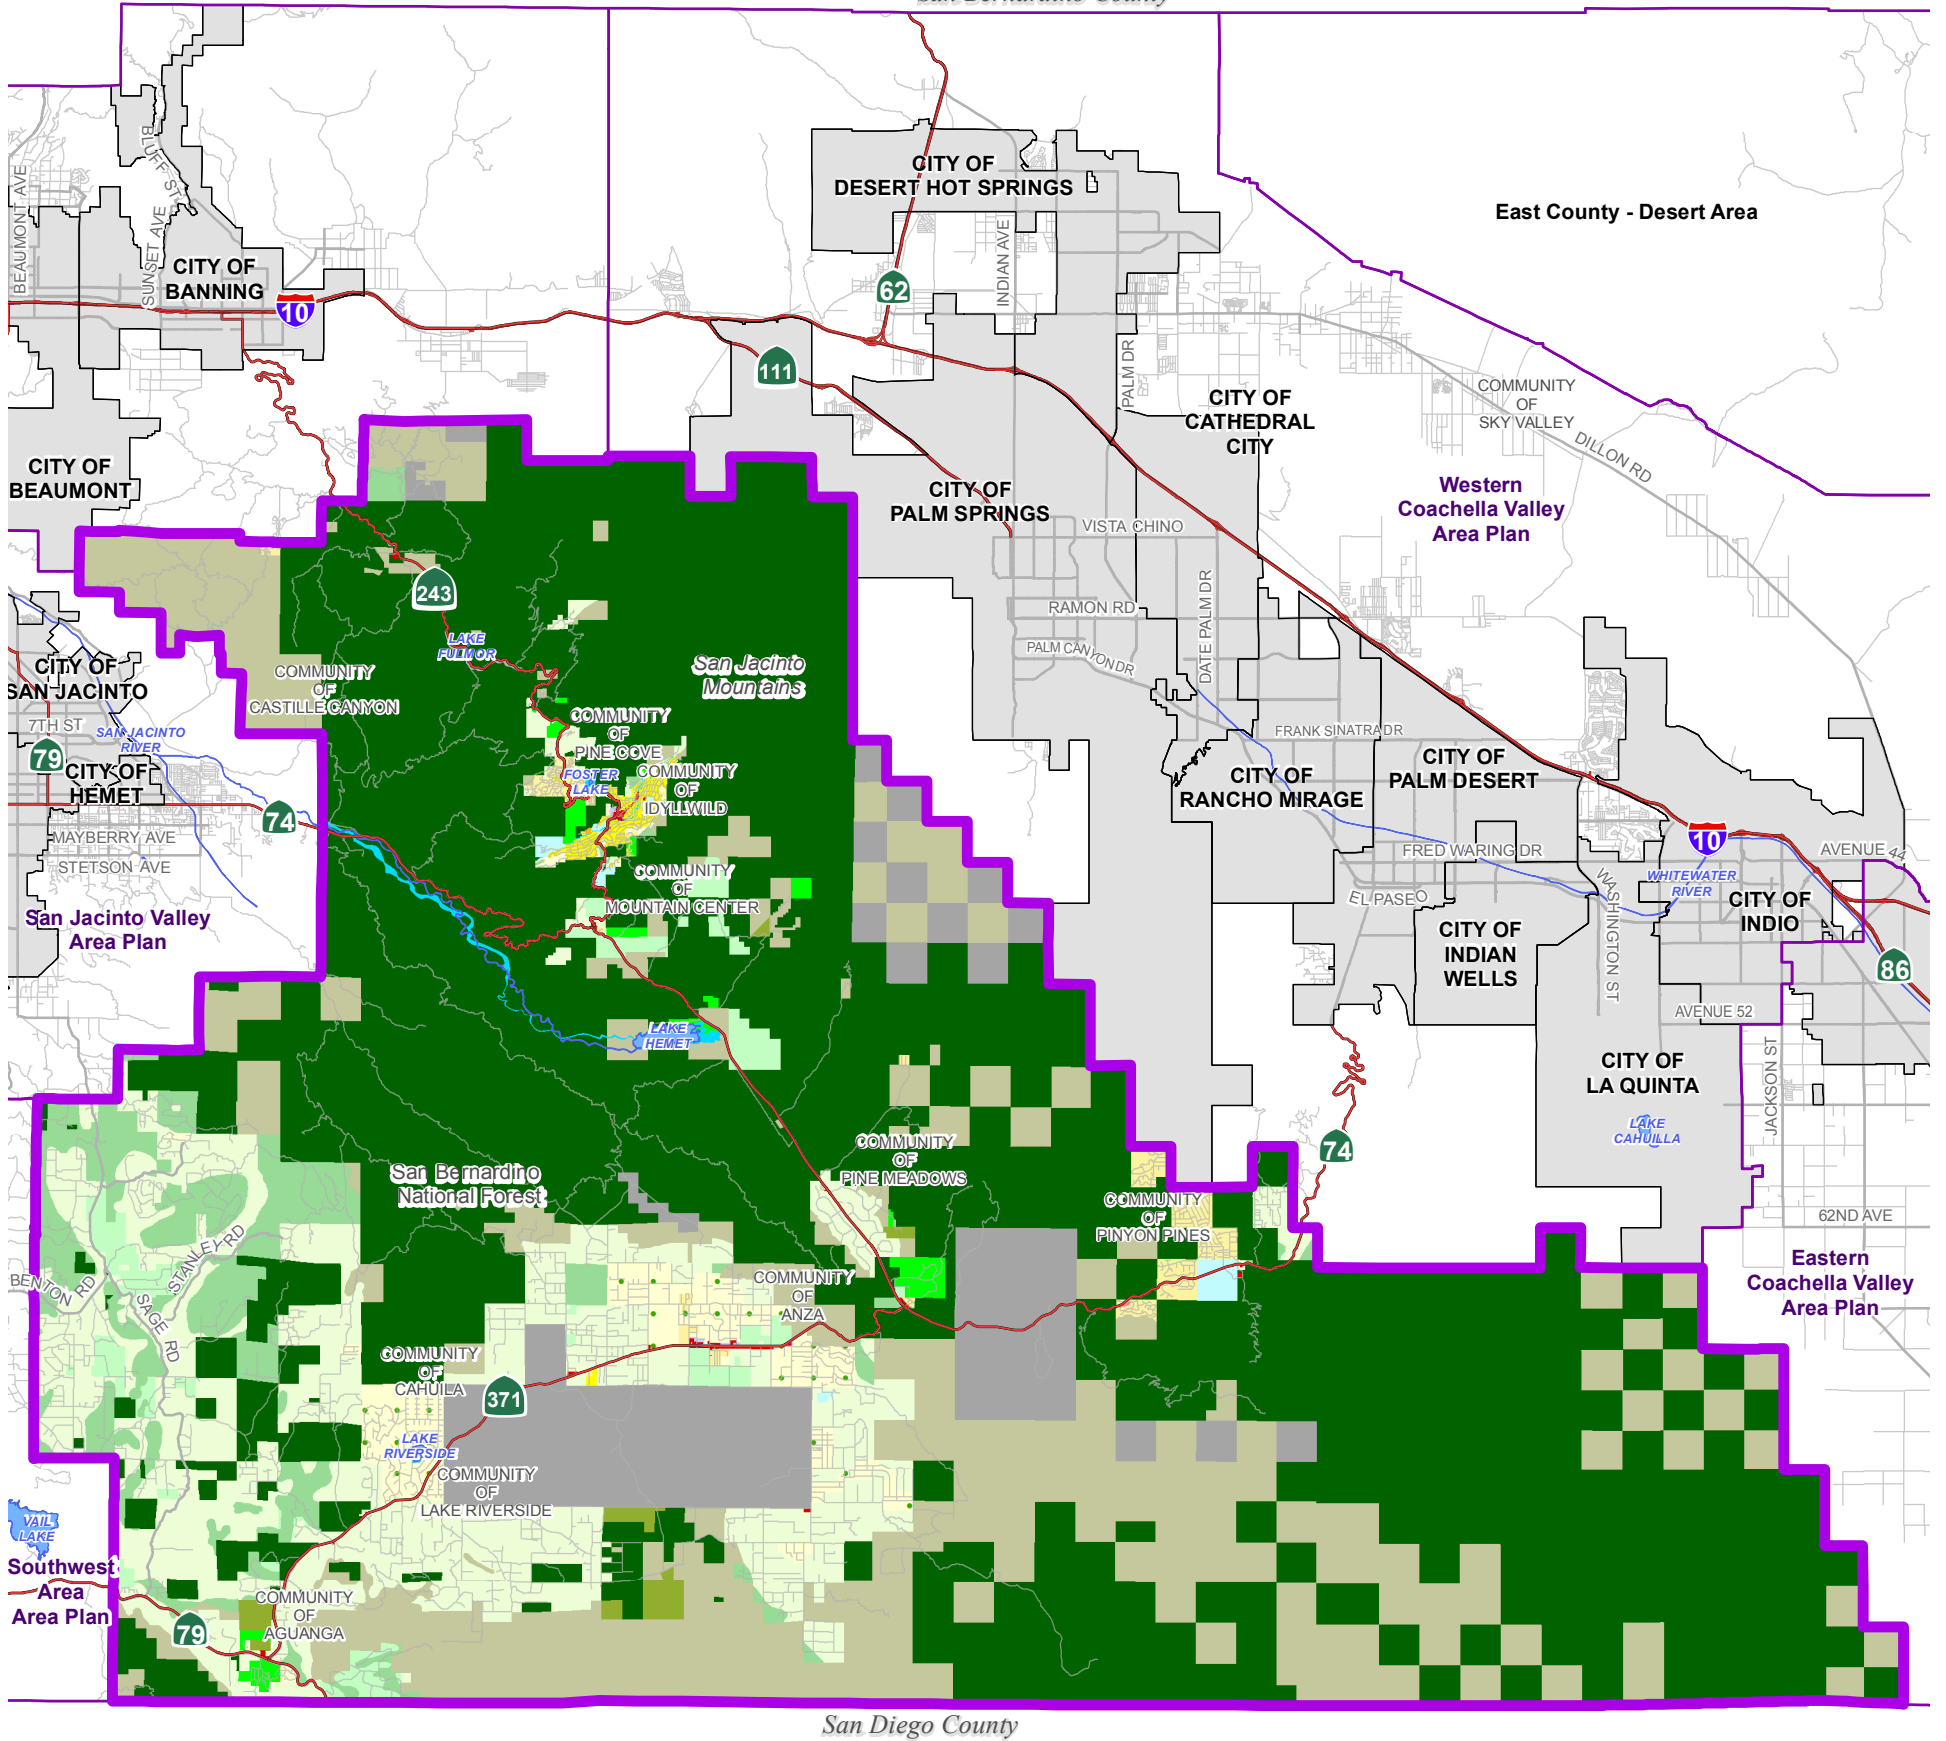 San Bernardino County
BLUFF ST
BEAUMONT AVE
SUNSET AVE
CITY OF
BANNING
10
CITY OF
DESERT HOT SPRINGS
INDIAN AVE
62
East County - Desert Area
111
PALM DR
CITY OF
CATHEDRAL
CITY
COMMUNITY
OF
SKY VALLEY
DILLON RD
CITY OF
BEAUMONT
CITY OF
PALM SPRINGS
VISTA CHINO
Western
Coachella Valley
Area Plan
243
LAKE
FULMOR
RAMON RD
PALM CANYON DR
DATE PALM DR
San Jacinto
Mountains
CITY OF
SAN JACINTO
7TH ST
SAN JACINTO
RIVER
COMMUNITY
OF
CASTILLE CANYON
79
CITY OF
HEMET
74
MAYBERRY AVE
STETSON AVE
COMMUNITY
OF
PINE COVE
FOSTER
LAKE
COMMUNITY
OF
IDYLLWILD
FRANK SINATRA DR
CITY OF
RANCHO MIRAGE
CITY OF
PALM DESERT
10
FRED WARING DR
AVENUE 44
WHITEWATER
RIVER
EL PASEO
WASHINGTON ST
CITY OF
INDIO
CITY OF
INDIAN
WELLS
86
San Jacinto Valley
Area Plan
COMMUNITY
OF
MOUNTAIN CENTER
LAKE
HEMET
AVENUE 52
CITY OF
LA QUINTA
JACKSON ST
LAKE
CAHUILLA
74
San Bernardino
National Forest
COMMUNITY
OF
PINE MEADOWS
COMMUNITY
OF
PINYON PINES
62ND AVE
Eastern
Coachella Valley
Area Plan
BENTON RD
STANLEY RD
SAGE RD
COMMUNITY
OF
ANZA
COMMUNITY
OF
CAHUILA
371
LAKE
RIVERSIDE
COMMUNITY
OF
LAKE RIVERSIDE
VAIL
LAKE
Southwest
Area
Area Plan
79
COMMUNITY
OF
AGUANGA
San Diego County